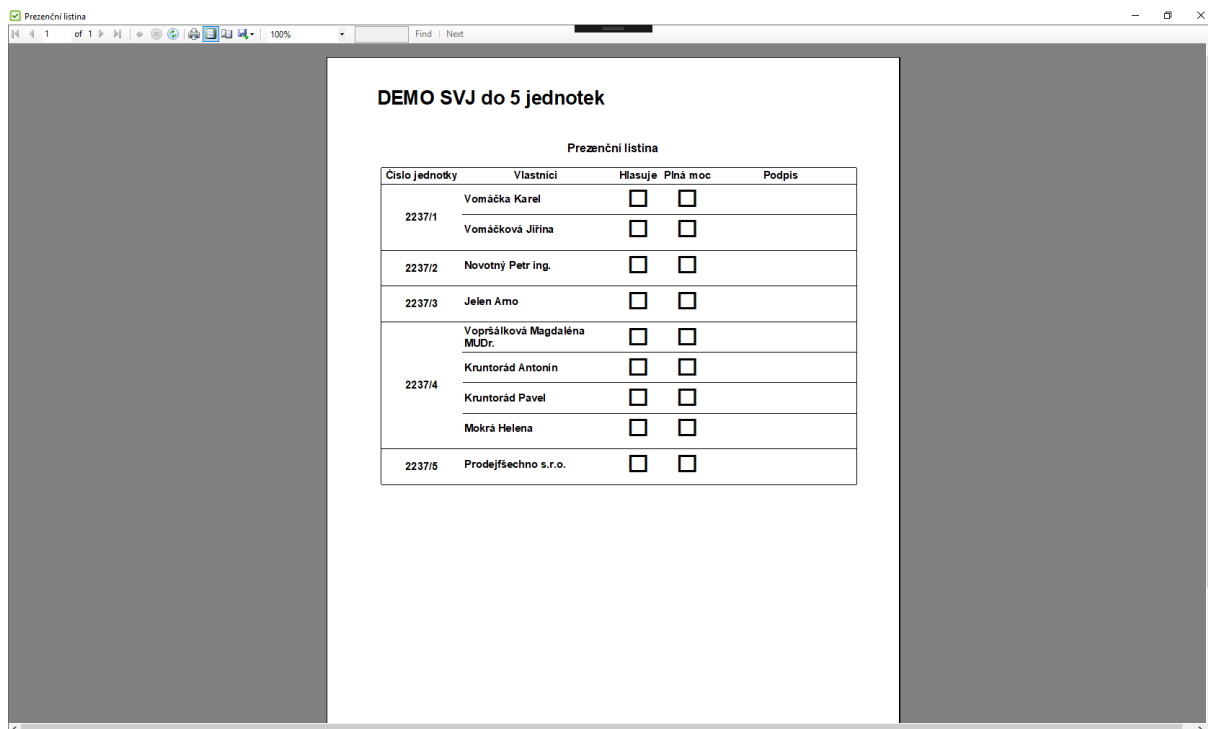 Prezenční listina
1 of 1 100% Find | Next
DEMO SVJ do 5 jednotek
Prezenční listina
Číslo jednotky Vlastníci Hlasuje Plná moc Podpis
2237/1
Vomáčka Karel
Vomáčková Jiřina
2237/2 Novotný Petr ing.
2237/3 Jelen Arno
2237/4
Vopršálková Magdaléna
MUDr.
Kruntorád Antonín
Kruntorád Pavel
Mokrá Helena
2237/5 Prodejfšechno s.r.o.